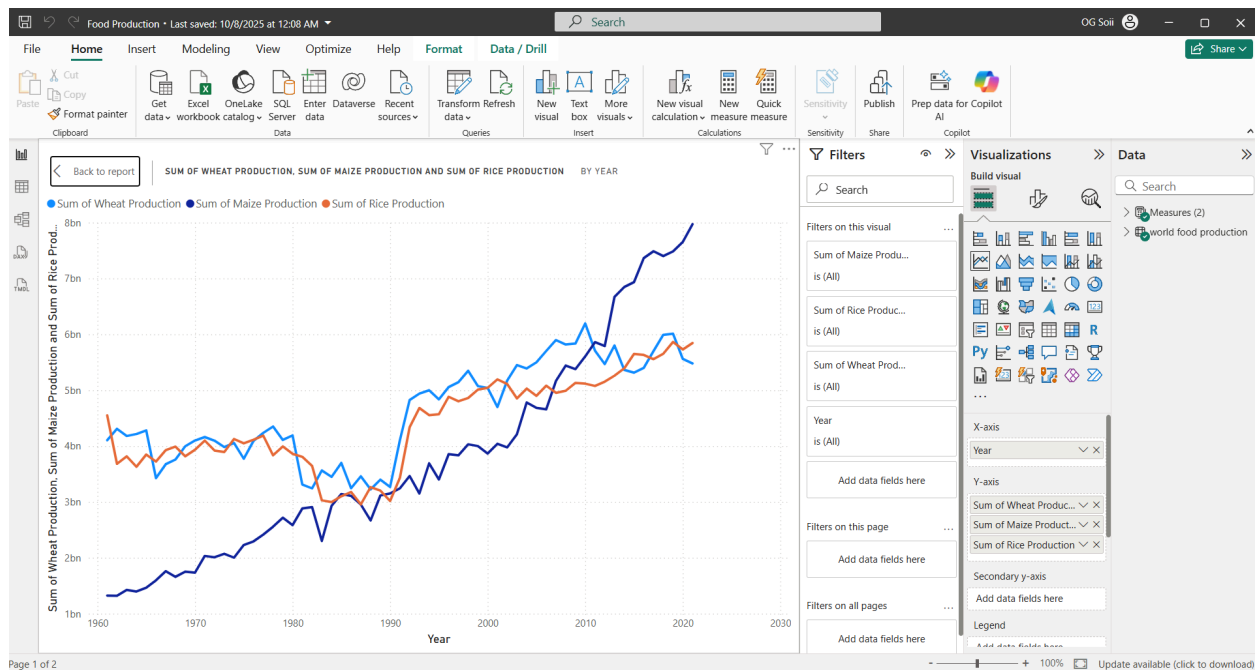 Food Production • Last saved: 10/8/2025 at 12:08 AM
Search
OG Soii
File Home Insert Modeling View Optimize Help Format Data / Drill
Share
Paste
Cut
Copy
Format painter
Clipboard
Get data
Excel workbook
OneLake catalog
SQL Server
Enter data
Dataverse
Recent sources
Data
Transform data
Refresh
Queries
New visual
Text box
More visuals
Insert
New visual calculation
New measure
Quick measure
Calculations
Sensitivity
Sensitivity
Publish
Share
Prep data for AI
Copilot
Copilot
Back to report
SUM OF WHEAT PRODUCTION, SUM OF MAIZE PRODUCTION AND SUM OF RICE PRODUCTION BY YEAR
Sum of Wheat Production Sum of Maize Production Sum of Rice Production
Sum of Wheat Production, Sum of Maize Production and Sum of Rice Prod...
8bn
7bn
6bn
5bn
4bn
3bn
2bn
1bn
1960 1970 1980 1990 2000 2010 2020 2030
Year
Filters
Search
Filters on this visual ...
Sum of Maize Produ...
is (All)
Sum of Rice Produc...
is (All)
Sum of Wheat Prod...
is (All)
Year
is (All)
Add data fields here
Filters on this page ...
Add data fields here
Filters on all pages ...
Add data fields here
Visualizations
Build visual
123
R
Py
...
X-axis
Year
Y-axis
Sum of Wheat Produc...
Sum of Maize Product...
Sum of Rice Production
Secondary y-axis
Add data fields here
Legend
Add data fields here
Data
Search
Measures (2)
world food production
DAX
TMDL
Page 1 of 2
- + 100%
Update available (click to download)